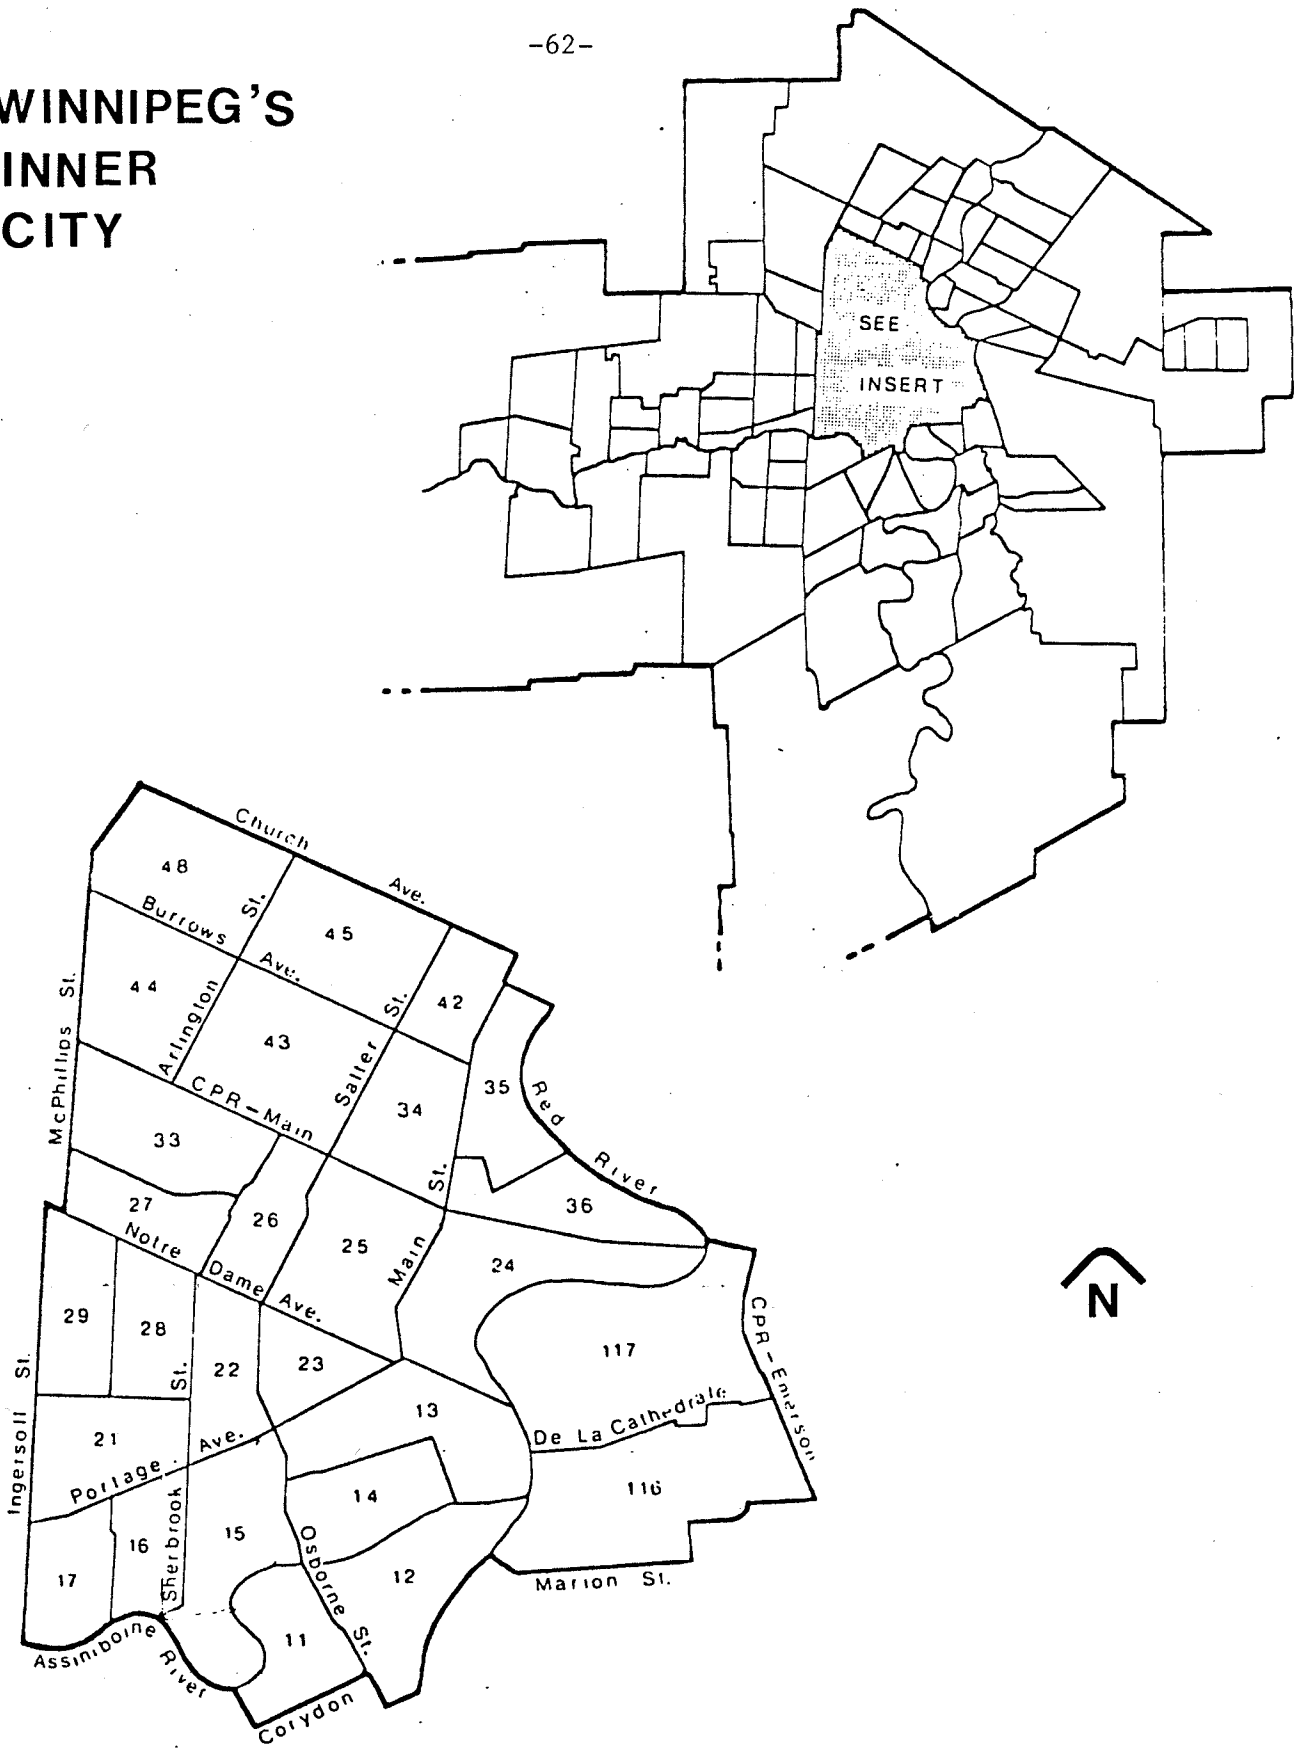 -62-
WINNIPEG'S
INNER
CITY
SEE
INSERT
Church Ave.
48
St.
Burrows Ave.
45
44
McPhillips St.
Arlington
43
St.
42
Salter
CPR-Main
34
35
Red River
33
St.
27
26
36
Notre Dame Ave.
25
Main
24
29
28
St.
22
23
117
CPR-Emerson
Ingersoll St.
21
13
De La Cathedrale
Portage Ave.
14
116
Sherbrook
16
15
17
Osborne St.
12
Marion St.
Assiniboine River
11
Corydon
N